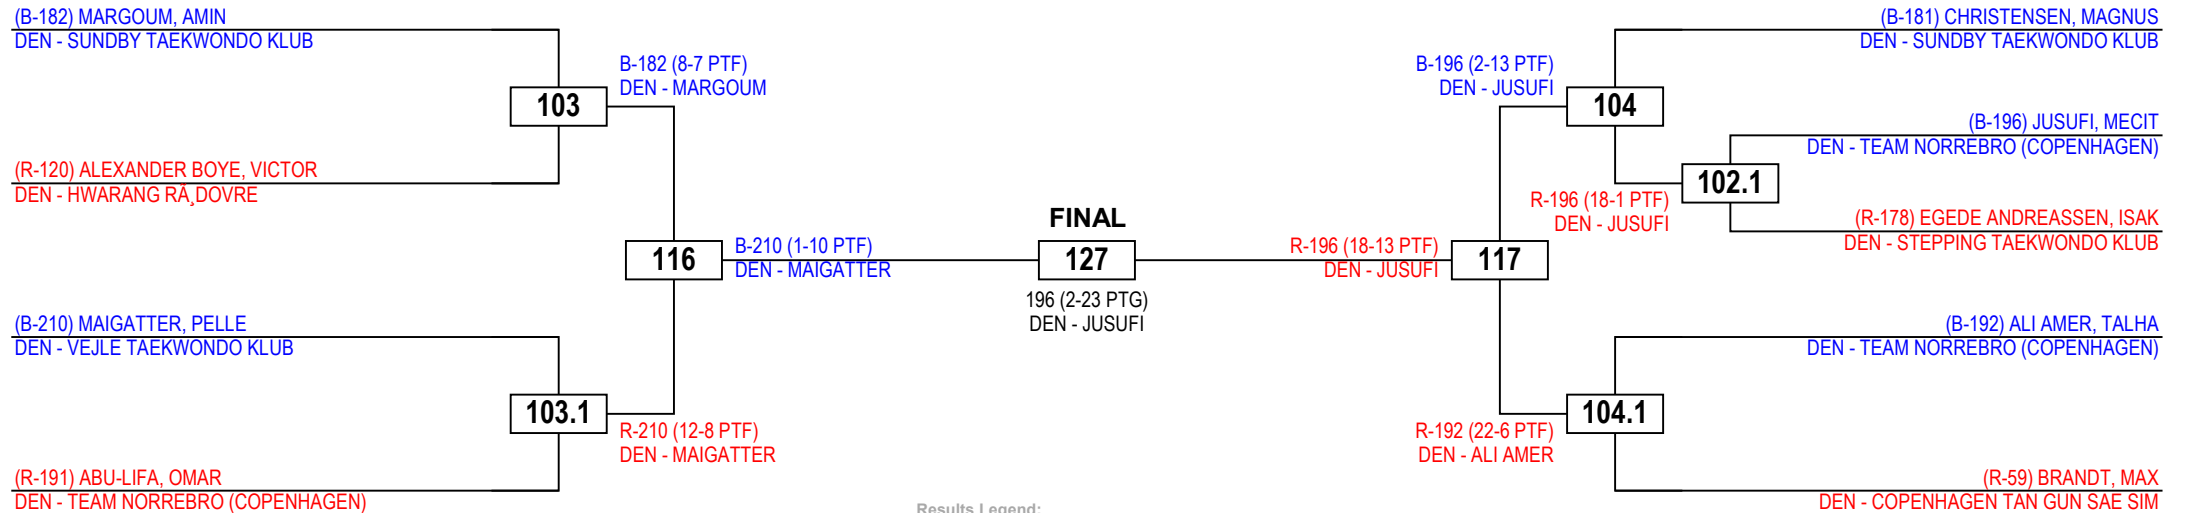 (B-182) MARGOUM, AMIN
DEN - SUNDBY TAEKWONDO KLUB
B-182 (8-7 PTF)
DEN - MARGOUM
103
(R-120) ALEXANDER BOYE, VICTOR
DEN - HWARANG RÃ¸DOVRE
116
B-210 (1-10 PTF)
DEN - MAIGATTER
(B-210) MAIGATTER, PELLE
DEN - VEJLE TAEKWONDO KLUB
103.1
R-210 (12-8 PTF)
DEN - MAIGATTER
(R-191) ABU-LIFA, OMAR
DEN - TEAM NORREBRO (COPENHAGEN)
FINAL
127
196 (2-23 PTG)
DEN - JUSUFI
(B-181) CHRISTENSEN, MAGNUS
DEN - SUNDBY TAEKWONDO KLUB
B-196 (2-13 PTF)
DEN - JUSUFI
104
(B-196) JUSUFI, MECIT
DEN - TEAM NORREBRO (COPENHAGEN)
102.1
R-196 (18-1 PTF)
DEN - JUSUFI
(R-178) EGEDE ANDREASSEN, ISAK
DEN - STEPPING TAEKWONDO KLUB
R-196 (18-13 PTF)
DEN - JUSUFI
117
(B-192) ALI AMER, TALHA
DEN - TEAM NORREBRO (COPENHAGEN)
104.1
R-192 (22-6 PTF)
DEN - ALI AMER
(R-59) BRANDT, MAX
DEN - COPENHAGEN TAN GUN SAE SIM
Results Legend: